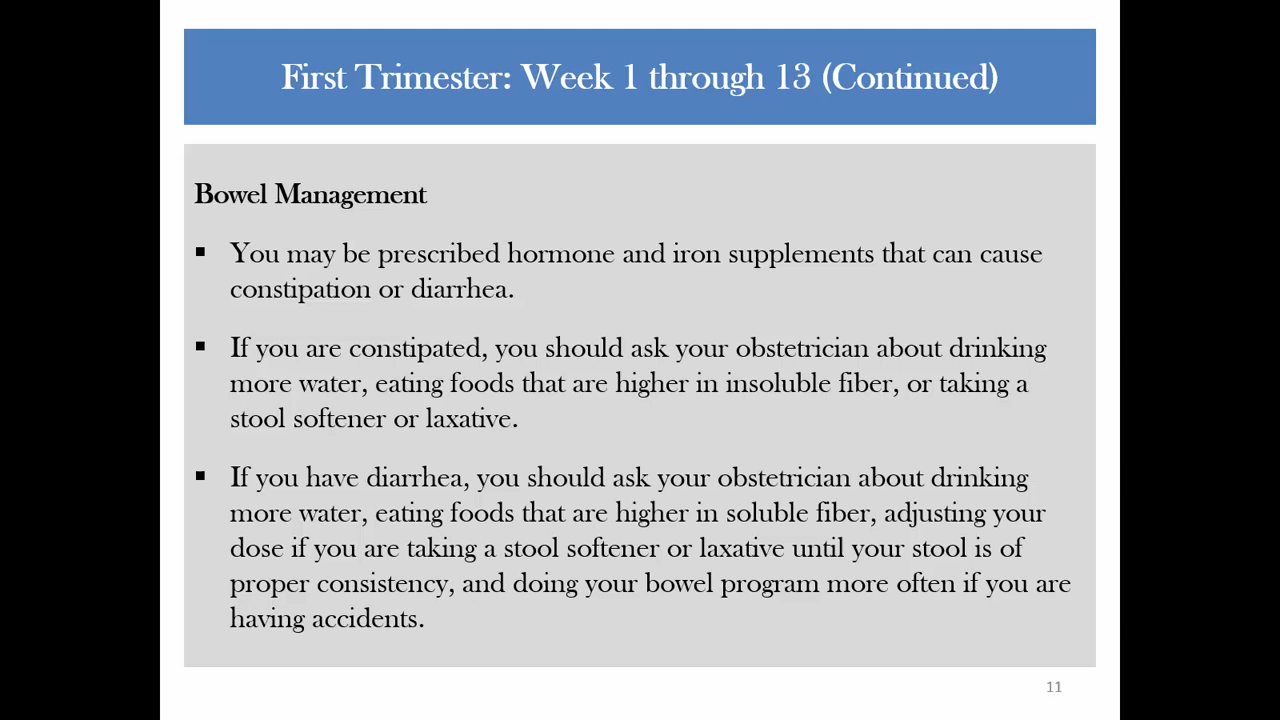 First Trimester: Week 1 through 13 (Continued)
Bowel Management
▪ You may be prescribed hormone and iron supplements that can cause
constipation or diarrhea.
▪ If you are constipated, you should ask your obstetrician about drinking
more water, eating foods that are higher in insoluble fiber, or taking a
stool softener or laxative.
▪ If you have diarrhea, you should ask your obstetrician about drinking
more water, eating foods that are higher in soluble fiber, adjusting your
dose if you are taking a stool softener or laxative until your stool is of
proper consistency, and doing your bowel program more often if you are
having accidents.
11